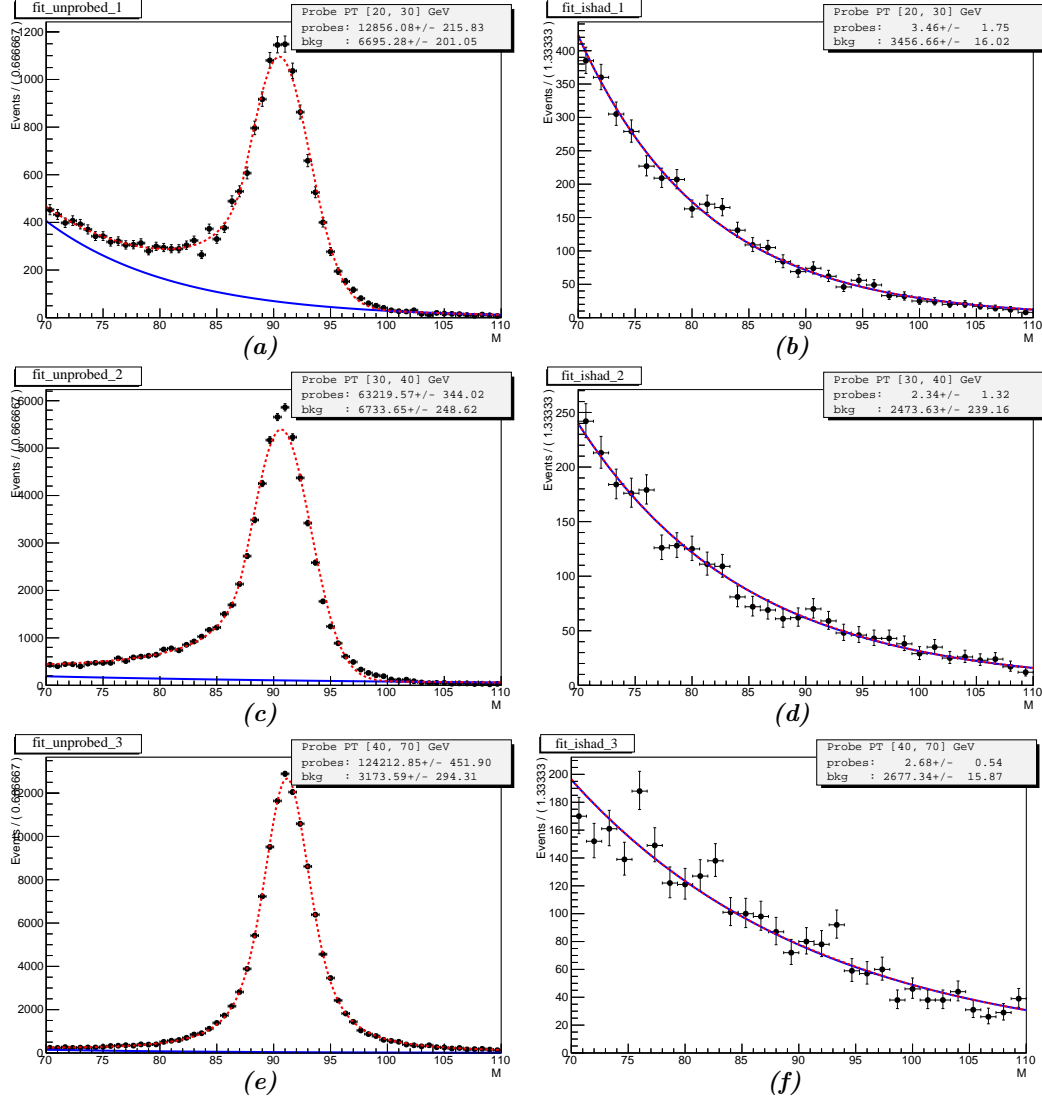 fit_unprobed_1
Probe PT [20, 30] GeV
probes: 12856.08+/- 215.83
bkg : 6695.28+/- 201.05
Events / ( 0.66667 )
1200
1000
800
600
400
200
0
70 75 80 85 90 95 100 105 110
M
(a)
fit_ishad_1
Probe PT [20, 30] GeV
probes: 3.46+/- 1.75
bkg : 3456.66+/- 16.02
Events / ( 1.33333 )
400
350
300
250
200
150
100
50
0
70 75 80 85 90 95 100 105 110
M
(b)
fit_unprobed_2
Probe PT [30, 40] GeV
probes: 63219.57+/- 344.02
bkg : 6733.65+/- 248.62
Events / ( 0.666667 )
6000
5000
4000
3000
2000
1000
0
70 75 80 85 90 95 100 105 110
M
(c)
fit_ishad_2
Probe PT [30, 40] GeV
probes: 2.34+/- 1.32
bkg : 2473.63+/- 239.16
Events / ( 1.33333 )
250
200
150
100
50
0
70 75 80 85 90 95 100 105 110
M
(d)
fit_unprobed_3
Probe PT [40, 70] GeV
probes: 124212.85+/- 451.90
bkg : 3173.59+/- 294.31
Events / ( 0.666667 )
12000
10000
8000
6000
4000
2000
0
70 75 80 85 90 95 100 105 110
M
(e)
fit_ishad_3
Probe PT [40, 70] GeV
probes: 2.68+/- 0.54
bkg : 2677.34+/- 15.87
Events / ( 1.33333 )
200
180
160
140
120
100
80
60
40
20
0
70 75 80 85 90 95 100 105 110
M
(f)